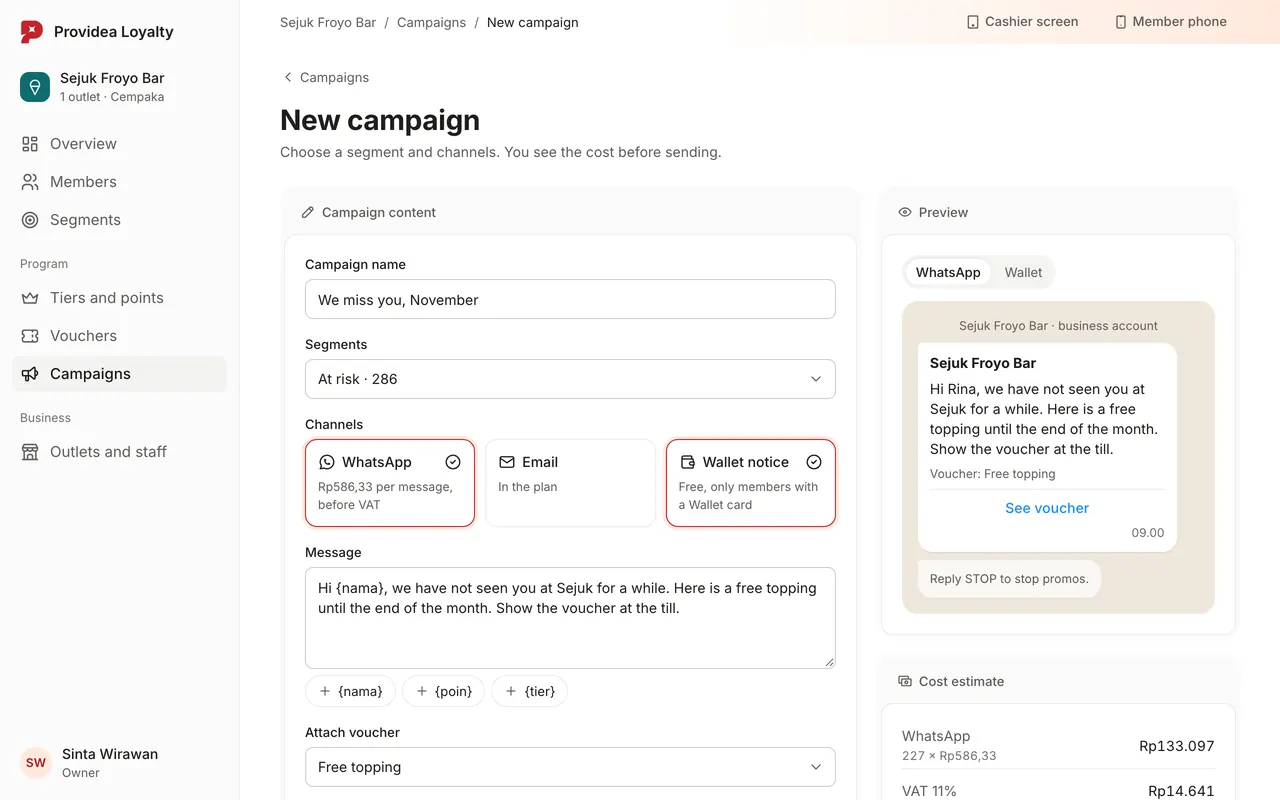 Providea Loyalty
Sejuk Froyo Bar
1 outlet · Cempaka
Overview
Members
Segments
Program
Tiers and points
Vouchers
Campaigns
Business
Outlets and staff
SW
Sinta Wirawan
Owner
Sejuk Froyo Bar / Campaigns / New campaign
Cashier screen
Member phone
Campaigns
New campaign
Choose a segment and channels. You see the cost before sending.
Campaign content
Campaign name
We miss you, November
Segments
At risk · 286
Channels
WhatsApp
Rp586,33 per message,
before VAT
Email
In the plan
Wallet notice
Free, only members with
a Wallet card
Message
Hi {nama}, we have not seen you at Sejuk for a while. Here is a free topping
until the end of the month. Show the voucher at the till.
+ {nama}
+ {poin}
+ {tier}
Attach voucher
Free topping
Preview
WhatsApp
Wallet
Sejuk Froyo Bar · business account
Sejuk Froyo Bar
Hi Rina, we have not seen you at
Sejuk for a while. Here is a free
topping until the end of the month.
Show the voucher at the till.
Voucher: Free topping
See voucher
09.00
Reply STOP to stop promos.
Cost estimate
WhatsApp
227 × Rp586,33
Rp133.097
VAT 11%
Rp14.641